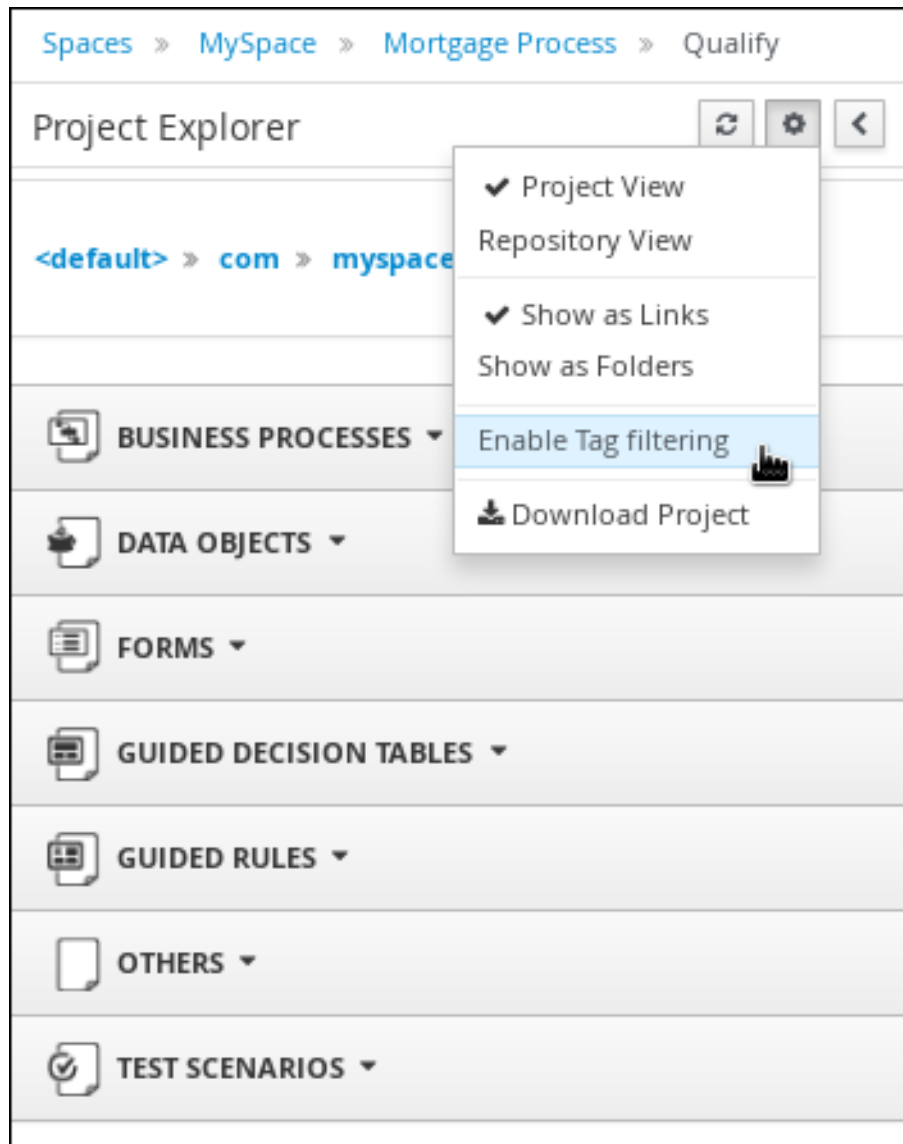 Spaces » MySpace » Mortgage Process » Qualify
Project Explorer
Project View
Repository View
<default> » com » myspace
Show as Links
Show as Folders
BUSINESS PROCESSES
Enable Tag filtering
Download Project
DATA OBJECTS
FORMS
GUIDED DECISION TABLES
GUIDED RULES
OTHERS
TEST SCENARIOS